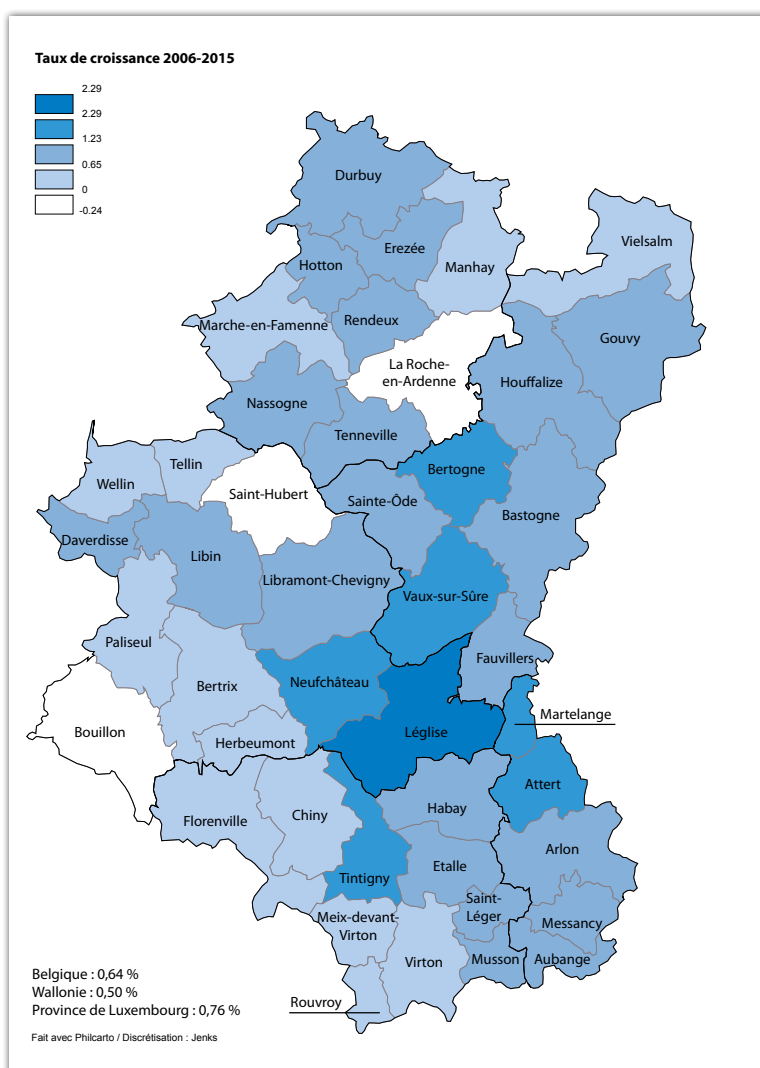 Taux de croissance 2006-2015
2.29
2.29
1.23
0.65
0
-0.24
Durbuy
Vielsalm
Erezée
Hotton
Manhay
Marche-en-Famenne
Rendeux
Gouvy
La Roche-
en-Ardenne
Houffalize
Nassogne
Tenneville
Bertogne
Tellin
Wellin
Saint-Hubert
Sainte-Ôde
Bastogne
Daverdisse
Libin
Libramont-Chevigny
Vaux-sur-Sûre
Paliseul
Fauvillers
Bertrix
Neufchâteau
Martelange
Bouillon
Léglise
Herbeumont
Attert
Florenville
Chiny
Habay
Arlon
Etalle
Tintigny
Saint-
Léger
Meix-devant-
Virton
Messancy
Virton
Musson
Aubange
Rouvroy
Belgique : 0,64 %
Wallonie : 0,50 %
Province de Luxembourg : 0,76 %
Fait avec Philcarto / Discrétisation : Jenks